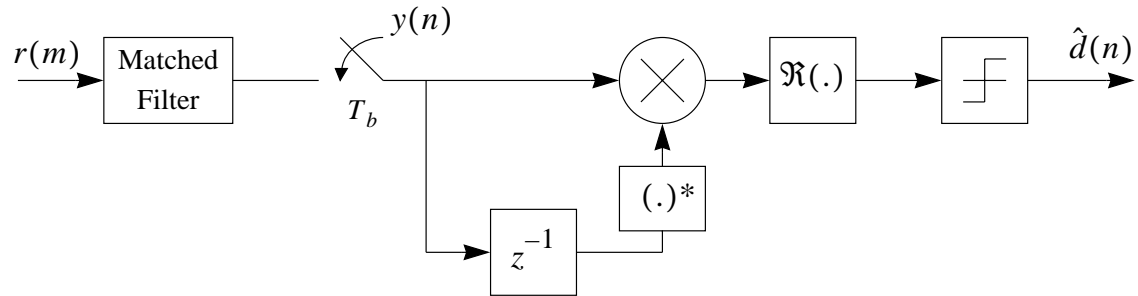 r(m)
Matched
Filter
y(n)
T_b
ℜ(.)
d̂(n)
(.)*
z⁻¹